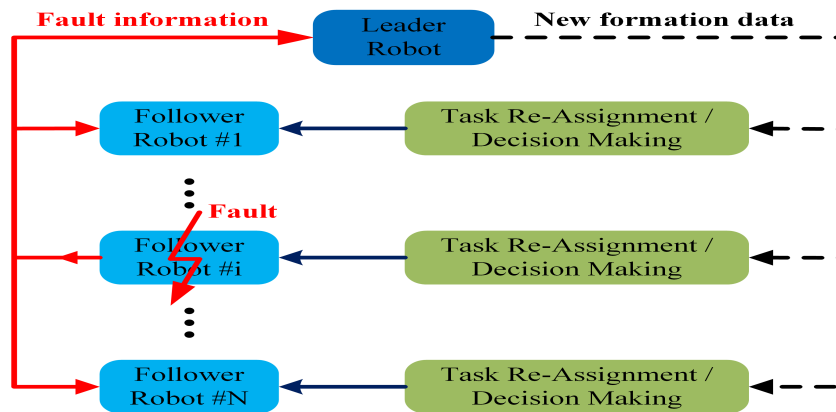 Fault information
Leader
Robot
New formation data
Follower
Robot #1
Task Re-Assignment /
Decision Making
Fault
Follower
Robot #i
Task Re-Assignment /
Decision Making
Follower
Robot #N
Task Re-Assignment /
Decision Making